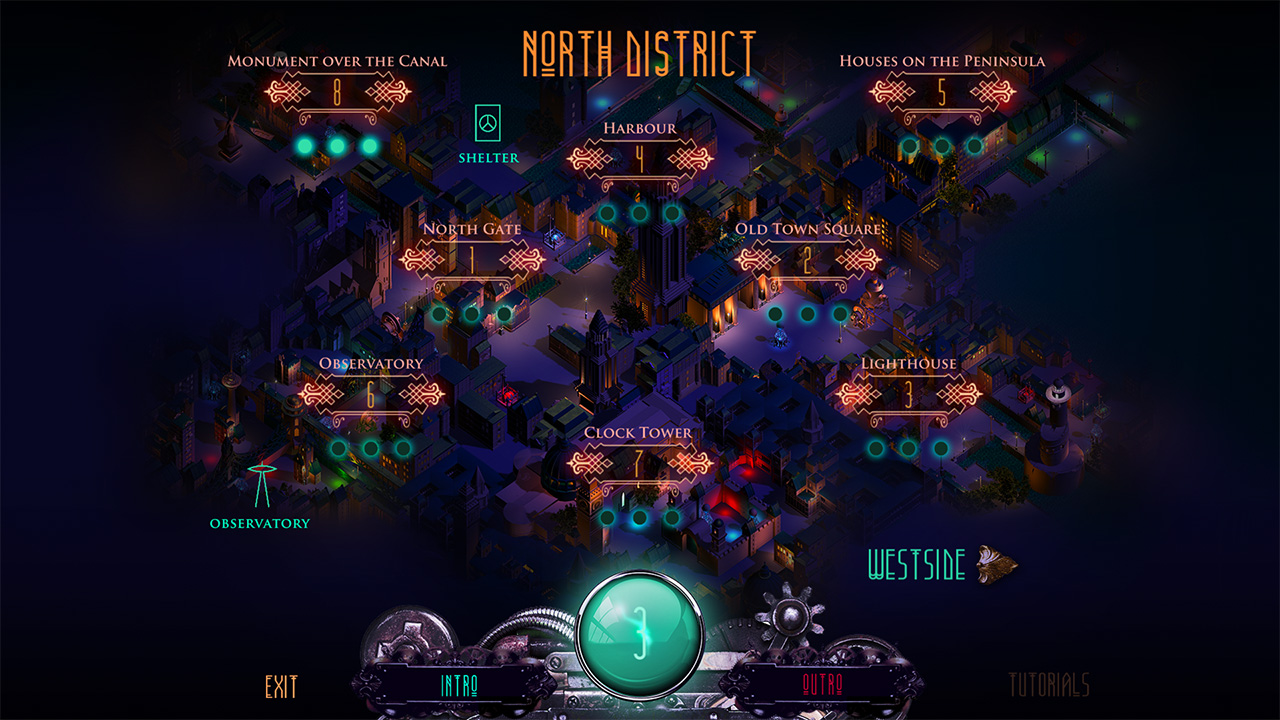 NORTH DISTRICT
MONUMENT OVER THE CANAL
8
HOUSES ON THE PENINSULA
5
SHELTER
HARBOUR
4
NORTH GATE
1
OLD TOWN SQUARE
2
OBSERVATORY
6
LIGHTHOUSE
3
CLOCK TOWER
7
OBSERVATORY
WESTSIDE
3
EXIT
INTRO
OUTRO
TUTORIALS